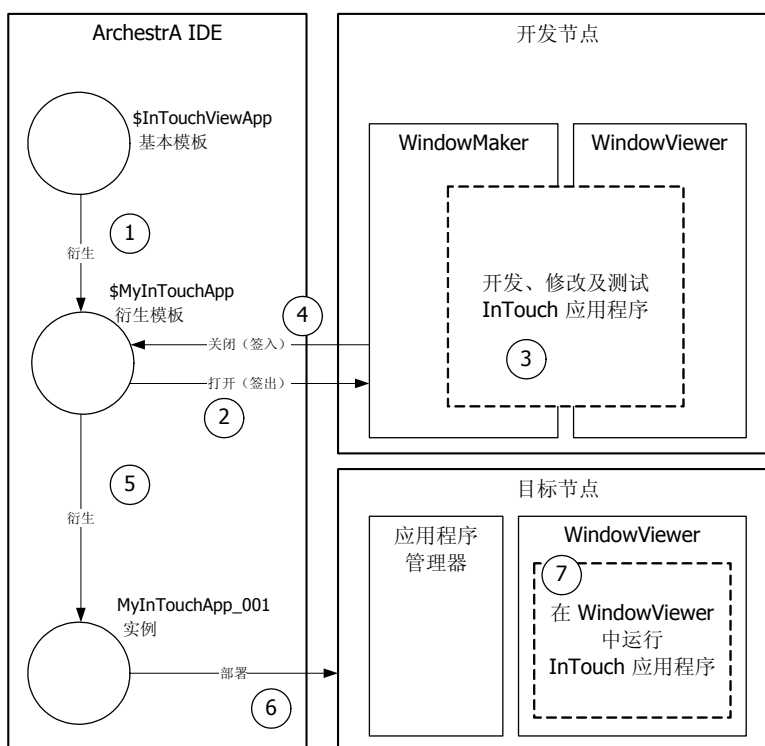 ArchestrA IDE
$InTouchViewApp
基本模板
1
衍生
$MyInTouchApp
衍生模板
4
关闭（签入）
打开（签出）
2
5
衍生
MyInTouchApp_001
实例
部署
6
开发节点
WindowMaker
WindowViewer
开发、修改及测试
InTouch 应用程序
3
目标节点
应用程序
管理器
WindowViewer
7
在 WindowViewer
中运行
InTouch 应用程序